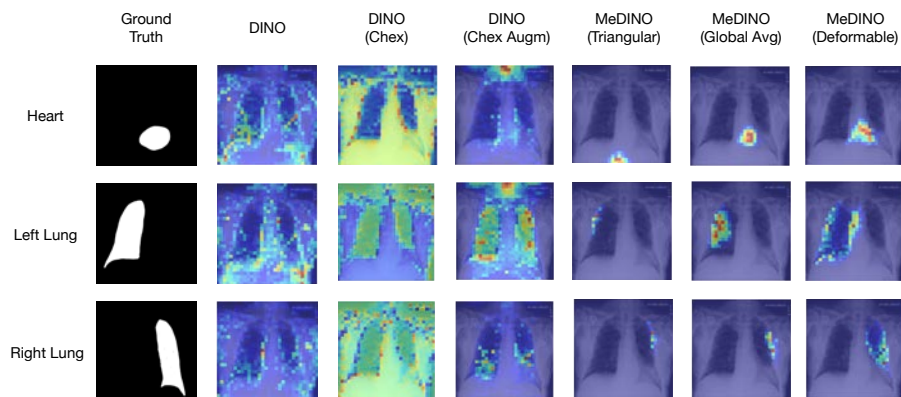 Ground Truth
DINO
DINO (Chex)
DINO (Chex Augm)
MeDINO (Triangular)
MeDINO (Global Avg)
MeDINO (Deformable)
Heart
Left Lung
Right Lung